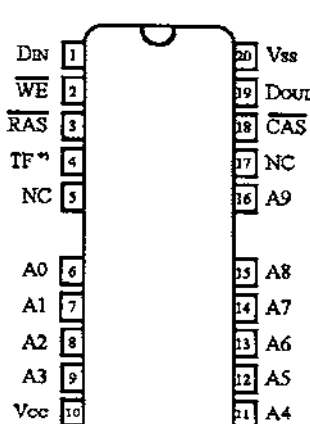 DIN 1 20 Vss
WE 2 19 DOUT
RAS 3 18 CAS
TF*) 4 17 NC
NC 5 16 A9
A0 6 15 A8
A1 7 14 A7
A2 8 13 A6
A3 9 12 A5
Vcc 10 11 A4